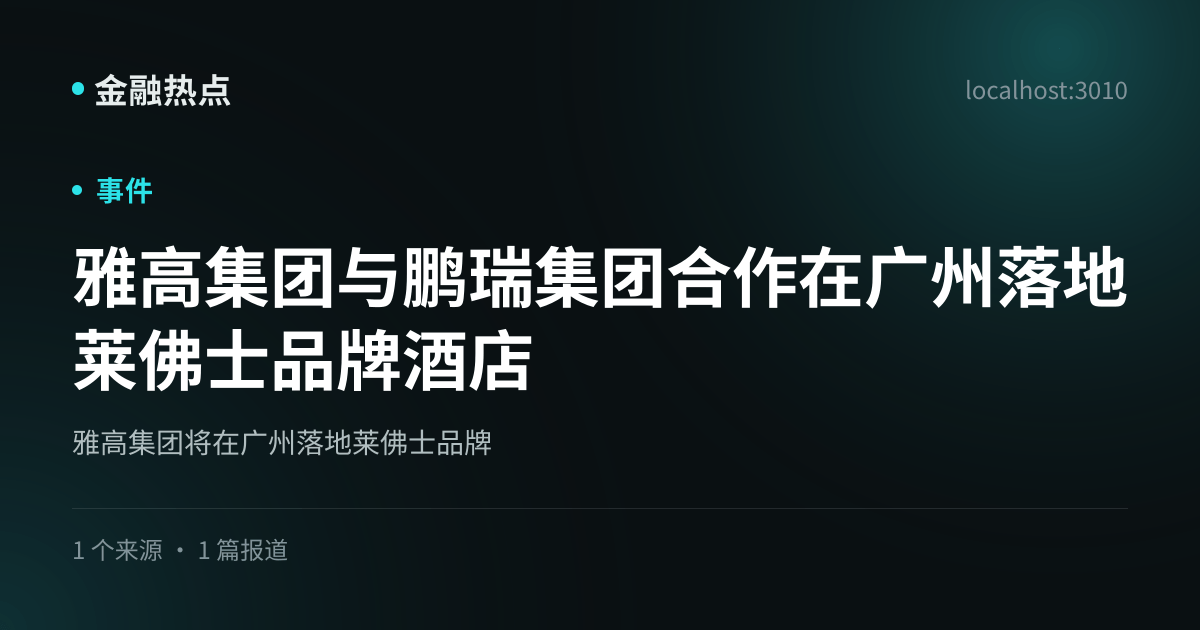 金融热点
localhost:3010
事件
雅高集团与鹏瑞集团合作在广州落地
莱佛士品牌酒店
雅高集团将在广州落地莱佛士品牌
1 个来源 · 1 篇报道